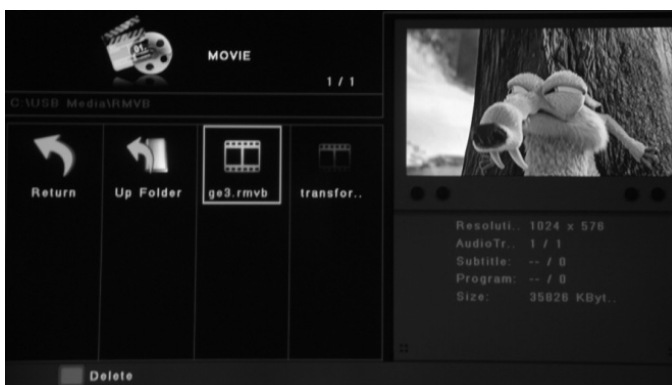 MOVIE
1 / 1
C:\USB Media\RMVB
Return
Up Folder
ge3.rmvb
transfor..
Resoluti.. 1024 x 576
AudioTr.. 1 / 1
Subtitle: -- / 0
Program: -- / 0
Size: 35826 KByt..
Delete